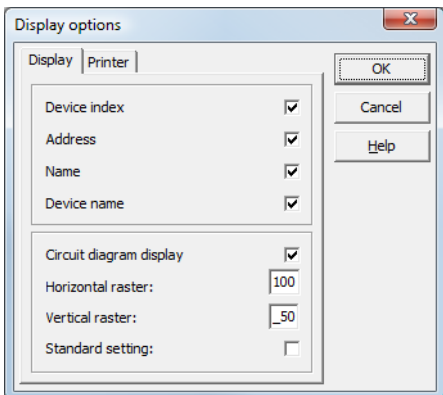 Display options
Display Printer
OK
Device index
Cancel
Address
Help
Name
Device name
Circuit diagram display
Horizontal raster: 100
Vertical raster: _50
Standard setting: